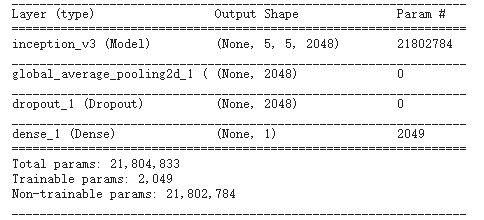 Layer (type)                 Output Shape              Param #
=================================================================
inception_v3 (Model)         (None, 5, 5, 2048)        21802784
_________________________________________________________________
global_average_pooling2d_1 ( (None, 2048)              0
_________________________________________________________________
dropout_1 (Dropout)          (None, 2048)              0
_________________________________________________________________
dense_1 (Dense)              (None, 1)                 2049
=================================================================
Total params: 21,804,833
Trainable params: 2,049
Non-trainable params: 21,802,784
_________________________________________________________________